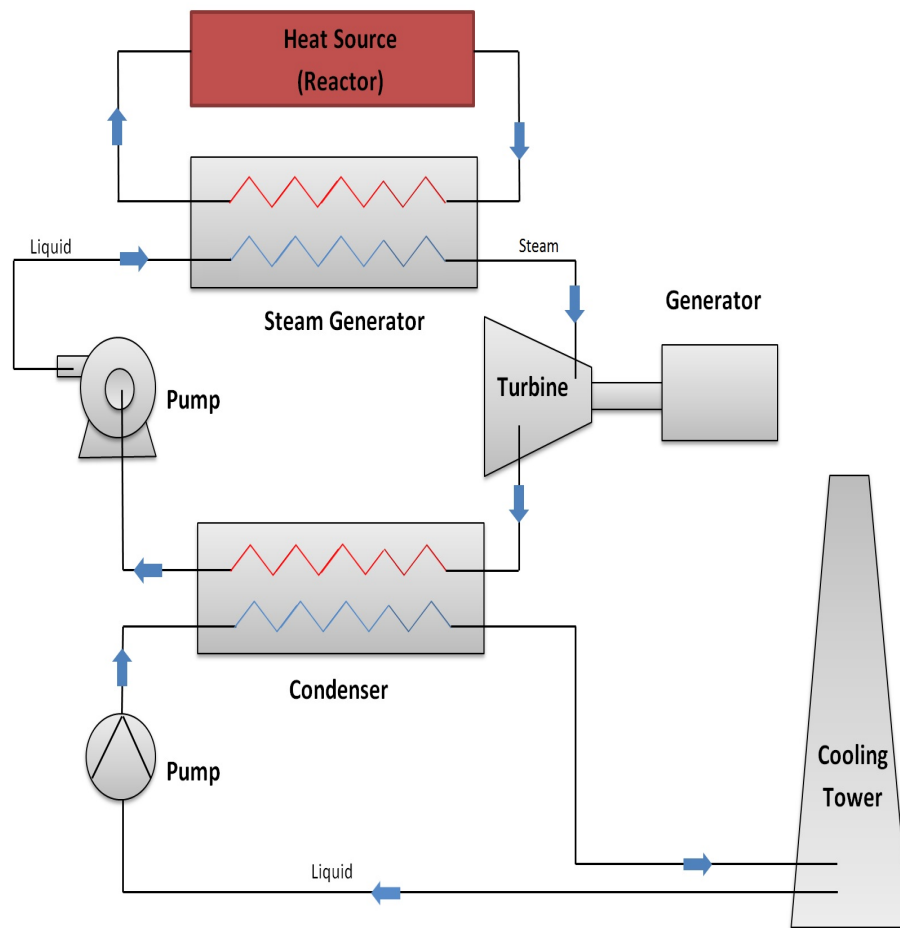 Heat Source
(Reactor)
Liquid
Steam
Steam Generator
Generator
Turbine
Pump
Condenser
Pump
Cooling
Tower
Liquid